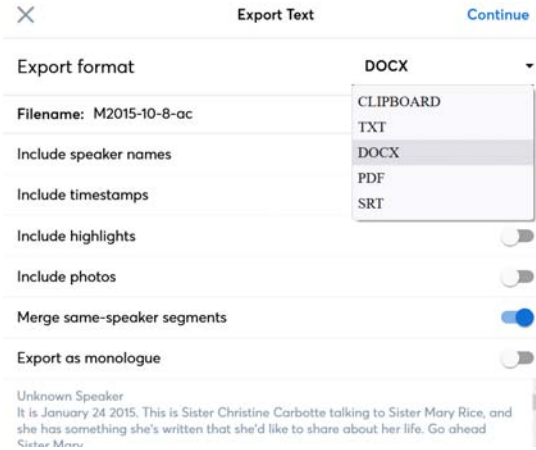 Export Text Continue
Export format DOCX
CLIPBOARD
Filename: M2015-10-8-ac
TXT
Include speaker names DOCX
PDF
Include timestamps
SRT
Include highlights
Include photos
Merge same-speaker segments
Export as monologue
Unknown Speaker
It is January 24 2015. This is Sister Christine Carbotte talking to Sister Mary Rice, and
she has something she's written that she'd like to share about her life. Go ahead
Sister Mary